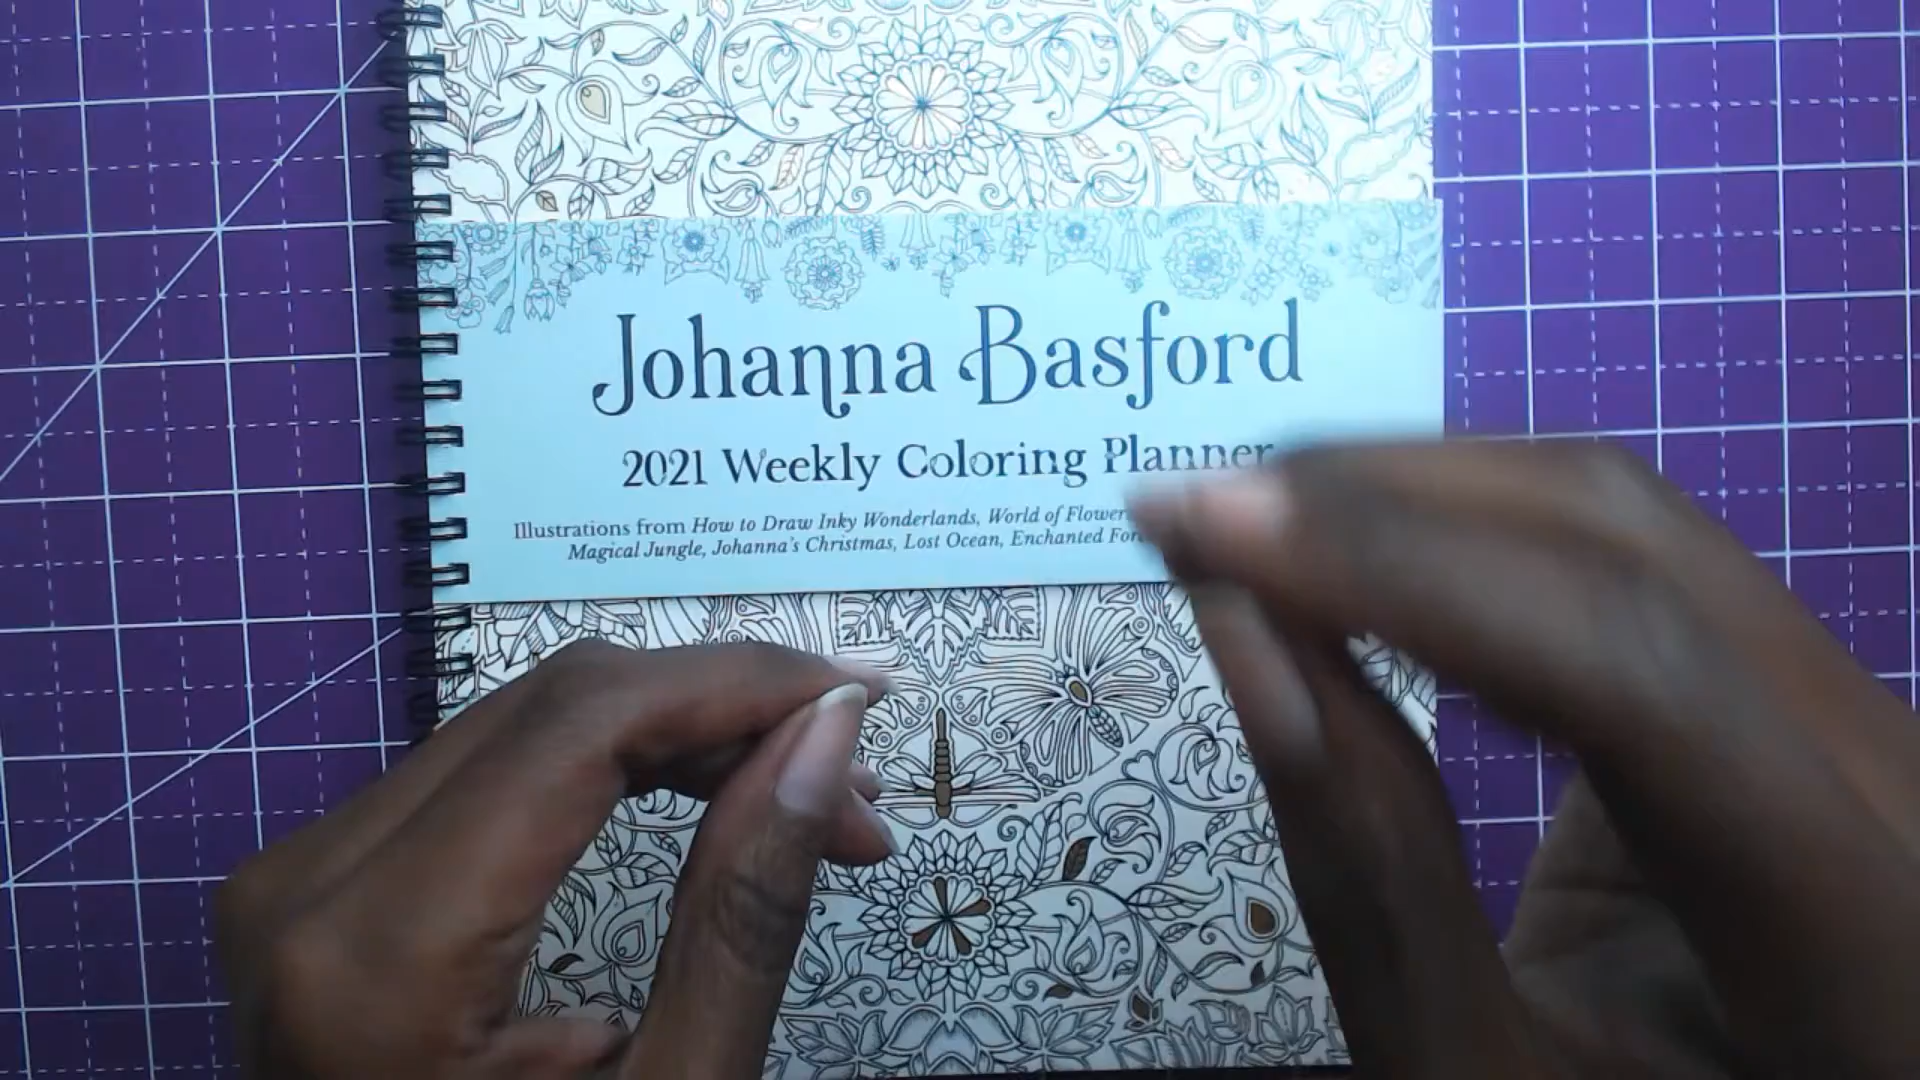 Johanna Basford
2021 Weekly Coloring Planner
Illustrations from How to Draw Inky Wonderlands, World of
Magical Jungle, Johanna's Christmas, Lost Ocean, Enchanted